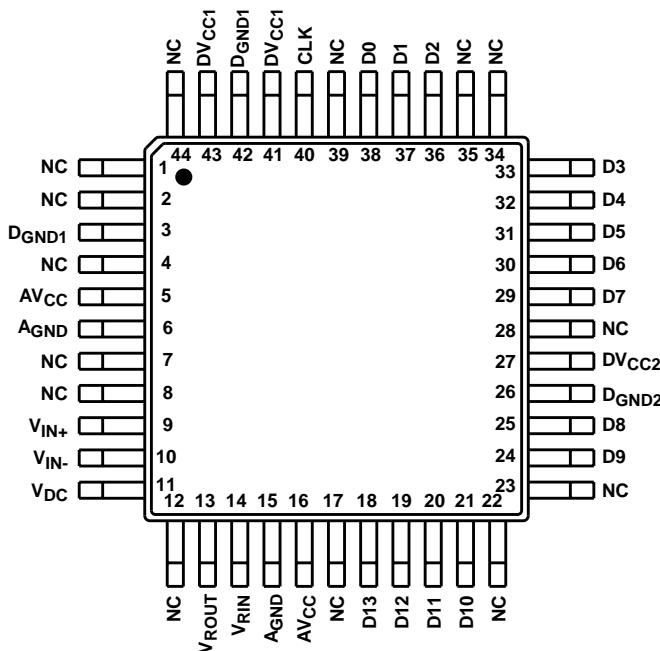 NC
DVCC1
DGND1
DVCC1
CLK
NC
D0
D1
D2
NC
NC
44 43 42 41 40 39 38 37 36 35 34
NC 1 33 D3
NC 2 32 D4
DGND1 3 31 D5
NC 4 30 D6
AVCC 5 29 D7
AGND 6 28 NC
NC 7 27 DVCC2
NC 8 26 DGND2
VIN+ 9 25 D8
VIN- 10 24 D9
VDC 11 23 NC
12 13 14 15 16 17 18 19 20 21 22
NC
VROUT
VRIN
AGND
AVCC
NC
D13
D12
D11
D10
NC